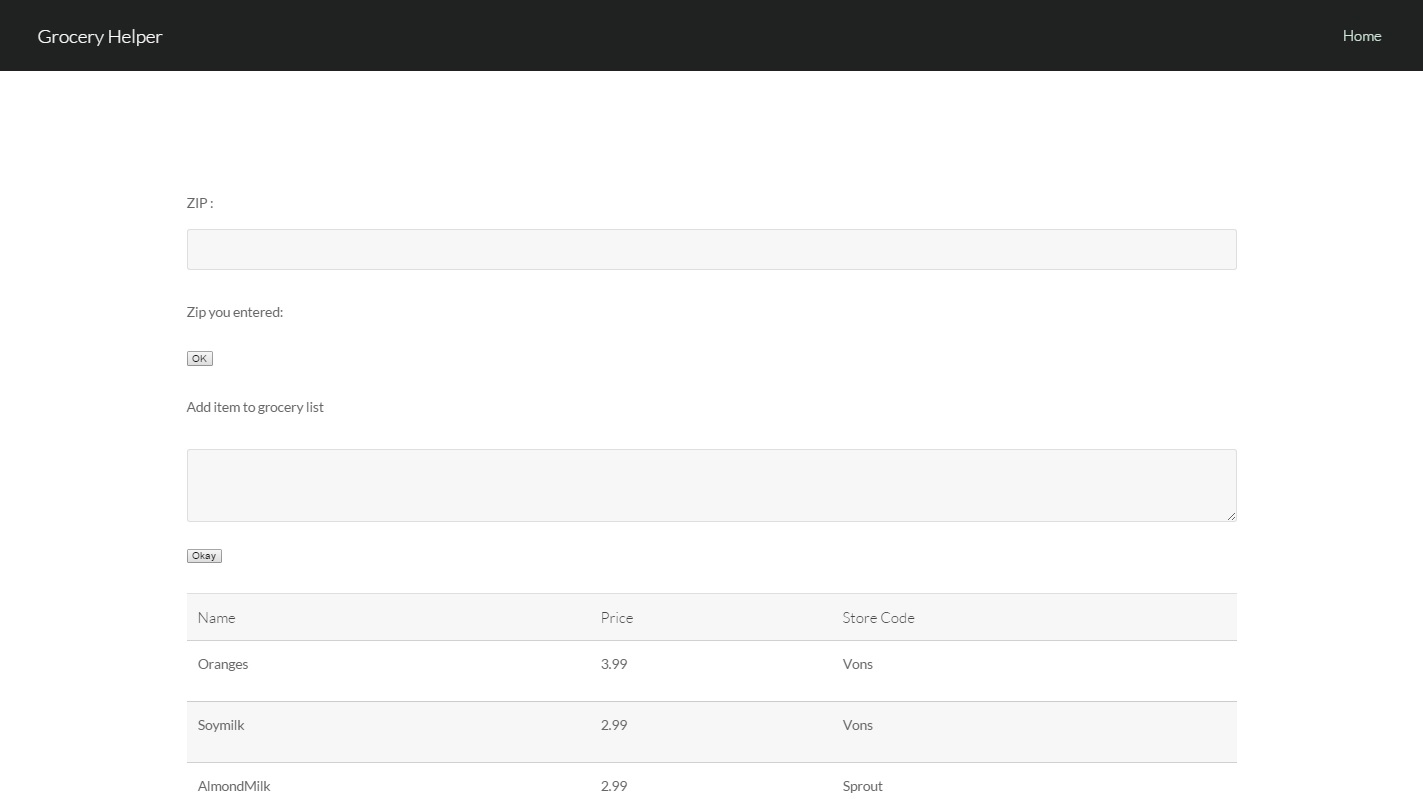 Grocery Helper Home
ZIP :
Zip you entered:
OK
Add item to grocery list
Okay
Name Price Store Code
Oranges 3.99 Vons
Soymilk 2.99 Vons
AlmondMilk 2.99 Sprout